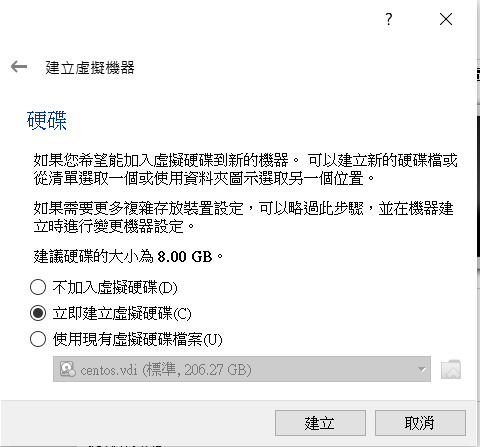 ?
建立虛擬機器
硬碟
如果您希望能加入虛擬硬碟到新的機器。可以建立新的硬碟檔或
從清單選取一個或使用資料夾圖示選取另一個位置。
如果需要更多複雜存放裝置設定，可以略過此步驟，並在機器建
立時進行變更機器設定。
建議硬碟的大小為 8.00 GB。
不加入虛擬硬碟(D)
立即建立虛擬硬碟(C)
使用現有虛擬硬碟檔案(U)
centos.vdi (標準, 206.27 GB)
建立
取消